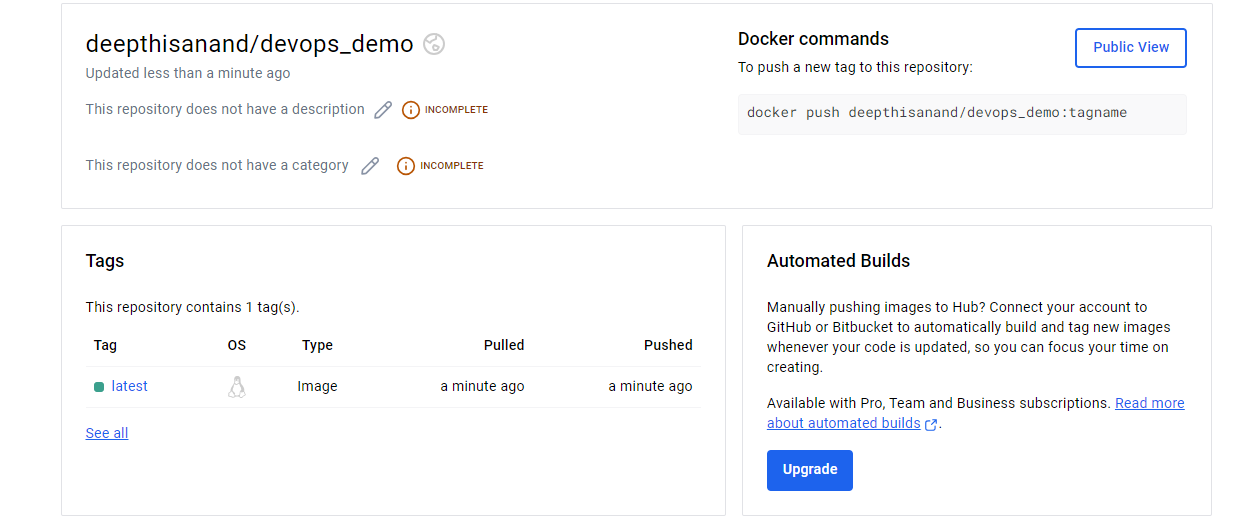 deepthisanand/devops_demo
Updated less than a minute ago
This repository does not have a description INCOMPLETE
This repository does not have a category INCOMPLETE
Docker commands
Public View
To push a new tag to this repository:
docker push deepthisanand/devops_demo:tagname
Tags
This repository contains 1 tag(s).
Tag OS Type Pulled Pushed
latest Image a minute ago a minute ago
See all
Automated Builds
Manually pushing images to Hub? Connect your account to
GitHub or Bitbucket to automatically build and tag new images
whenever your code is updated, so you can focus your time on
creating.
Available with Pro, Team and Business subscriptions. Read more
about automated builds .
Upgrade